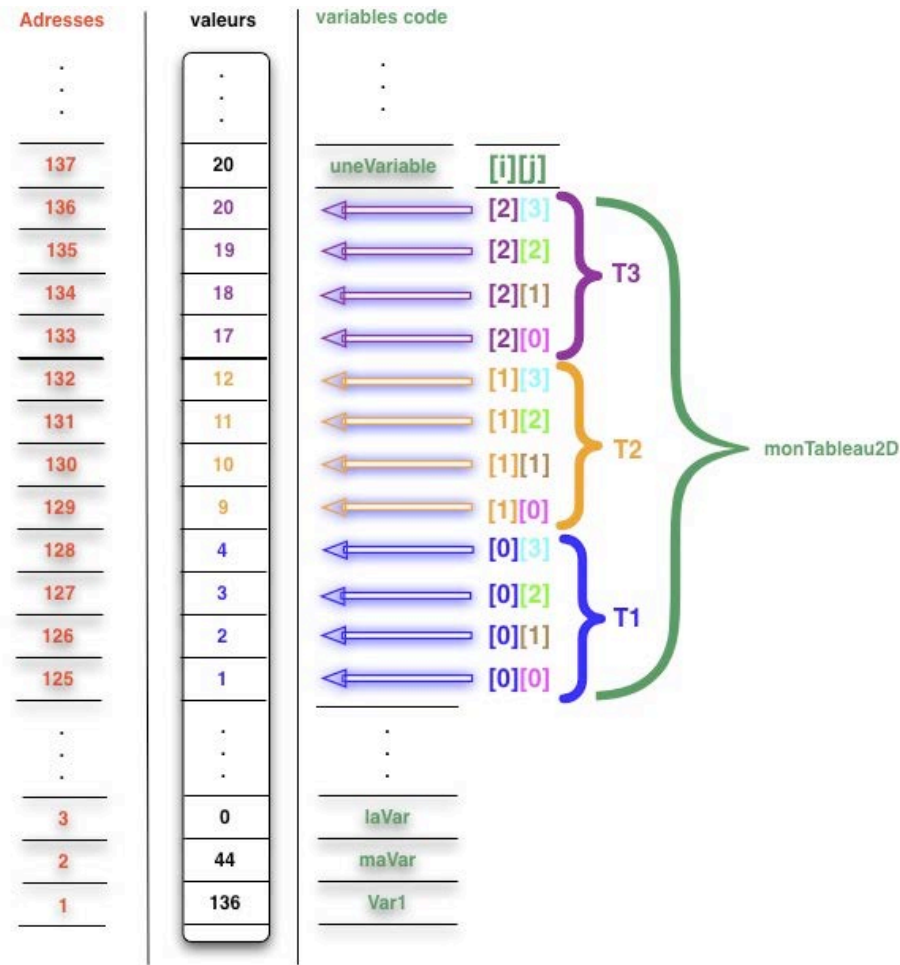 Adresses valeurs variables code
. . .
. . .
. . .
137 20 uneVariable [i][j]
136 20 [2][3]
135 19 [2][2]
T3
134 18 [2][1]
133 17 [2][0]
132 12 [1][3]
131 11 [1][2]
T2 monTableau2D
130 10 [1][1]
129 9 [1][0]
128 4 [0][3]
127 3 [0][2]
T1
126 2 [0][1]
125 1 [0][0]
. . .
. . .
. . .
3 0 laVar
2 44 maVar
1 136 Var1